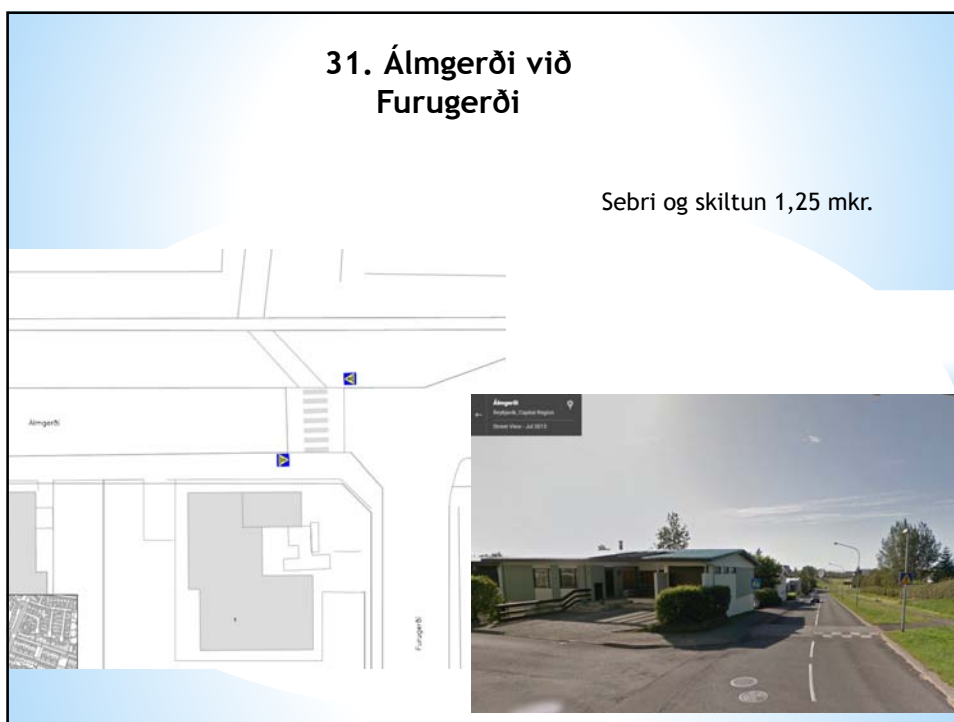 31. Álmgerði við
Furugerði
Sebri og skiltun 1,25 mkr.
Álmgerði
Furugerði
Álmgerði
Reykjavik, Capital Region
Street View - Jul 2013